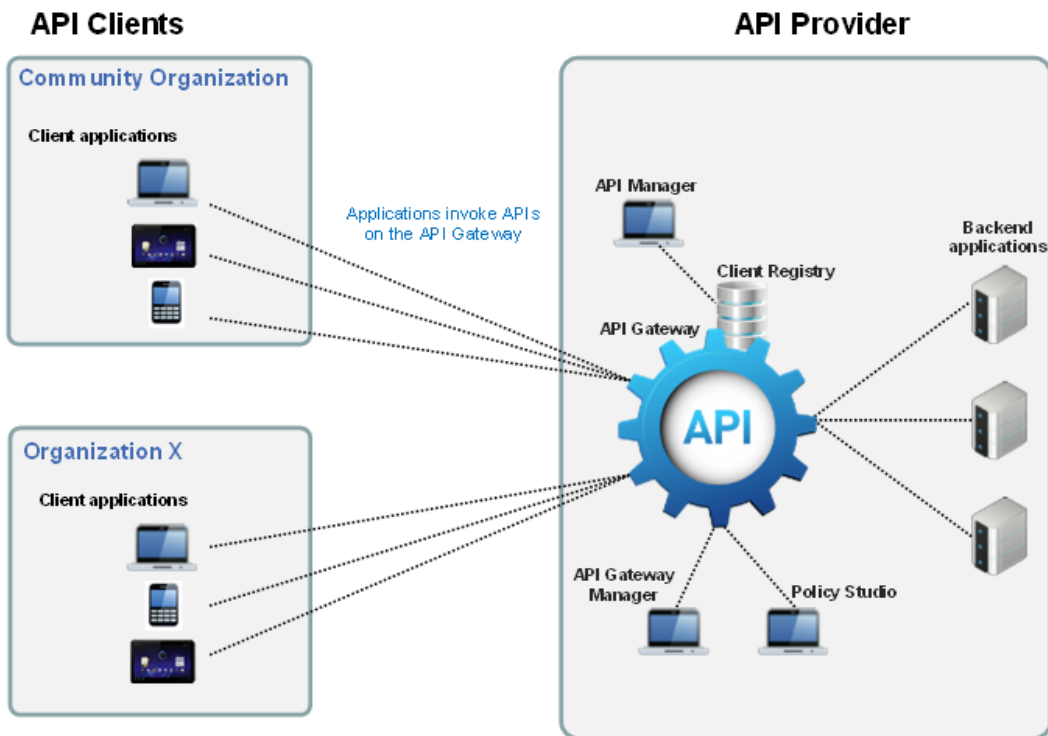 API Clients
API Provider
Community Organization
Client applications
Applications invoke APIs
on the API Gateway
API Manager
Client Registry
API Gateway
API
Backend
applications
Organization X
Client applications
API Gateway
Manager
Policy Studio